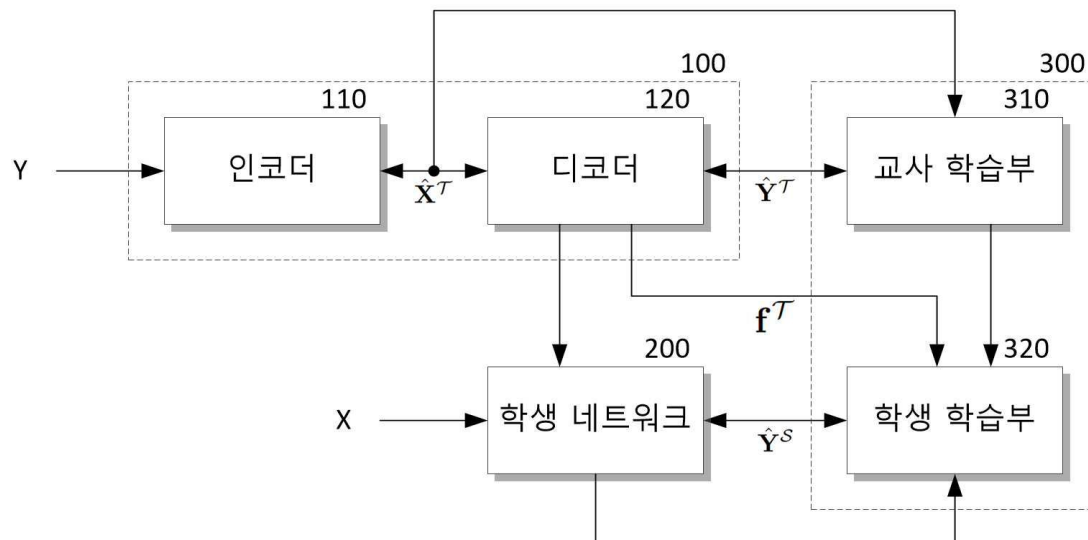 100
300
110
120
310
Y
인코더
디코더
교사 학습부
X̂^𝒯
Ŷ^𝒯
f^𝒯
200
320
X
학생 네트워크
학생 학습부
Ŷ^𝒮